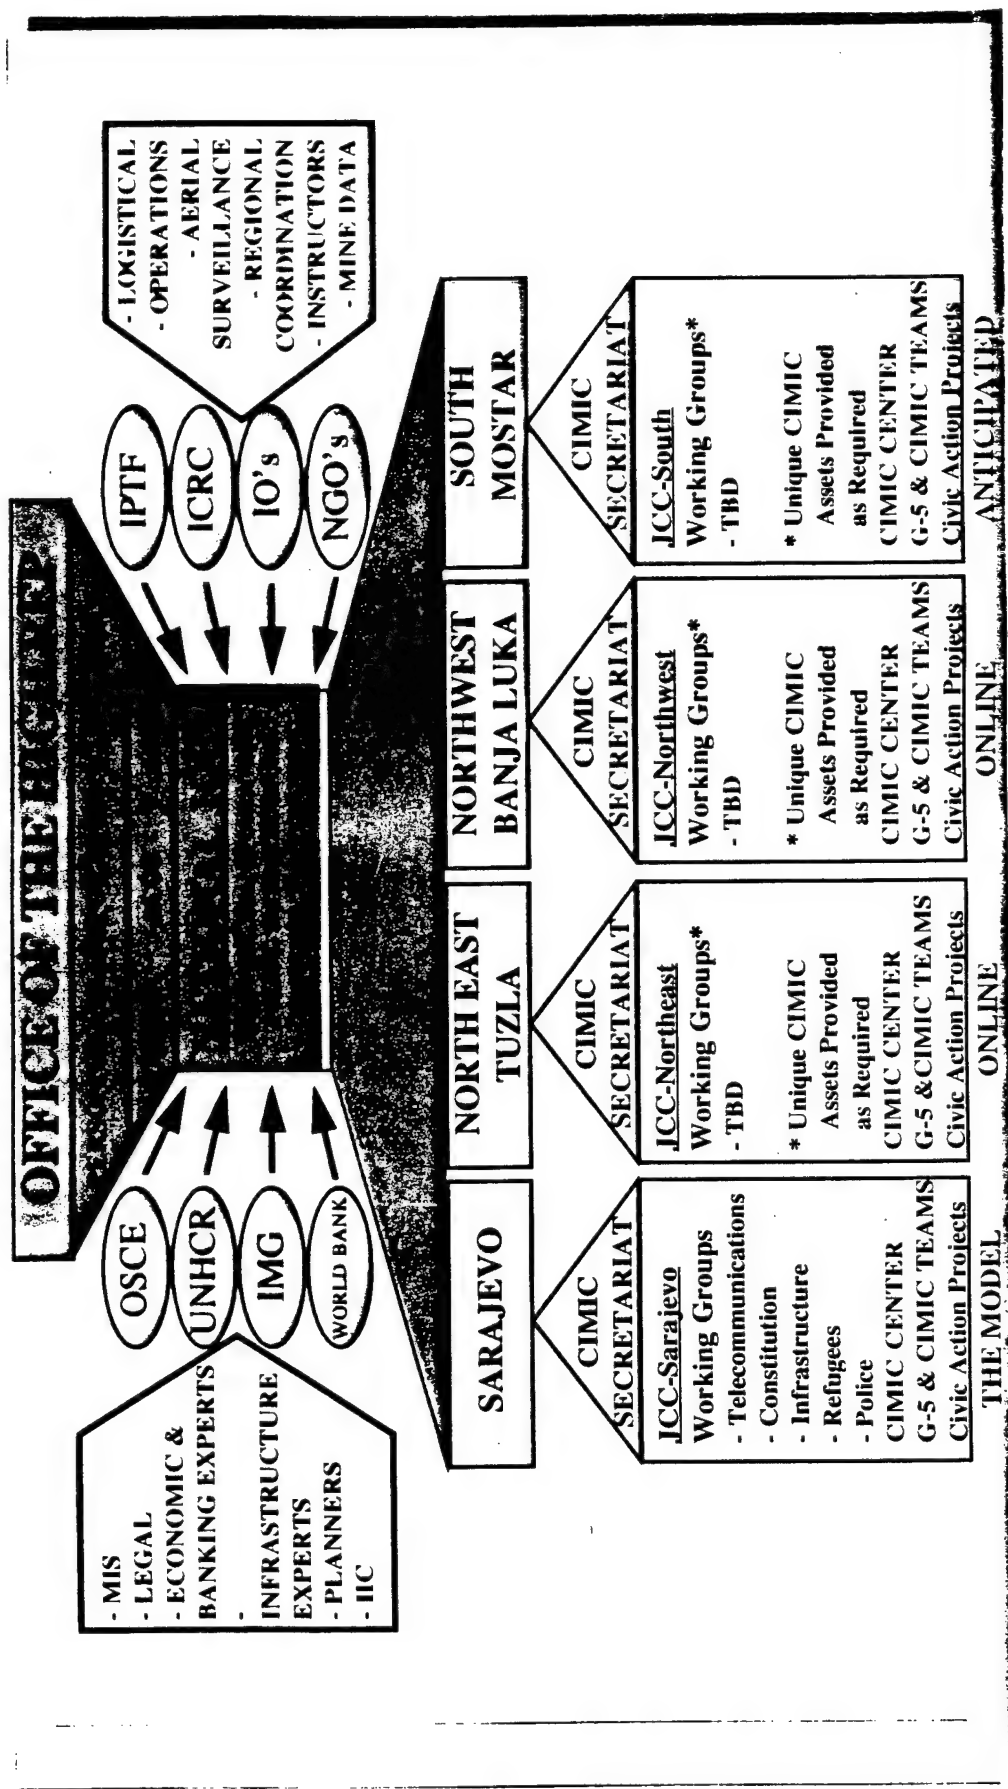 OFFICE OF THE HIGH REP
OSCE
UNHCR
IMG
WORLD BANK
- MIS
- LEGAL
- ECONOMIC &
BANKING EXPERTS
-
INFRASTRUCTURE
EXPERTS
- PLANNERS
- IIC
IPTF
ICRC
IO's
NGO's
- LOGISTICAL
- OPERATIONS
- AERIAL
SURVEILLANCE
- REGIONAL
COORDINATION
- INSTRUCTORS
- MINE DATA
SARAJEVO
CIMIC
SECRETARIAT
JCC-Sarajevo
Working Groups
- Telecommunications
- Constitution
- Infrastructure
- Refugees
- Police
CIMIC CENTER
G-5 & CIMIC TEAMS
Civic Action Projects
THE MODEL
NORTH EAST
TUZLA
CIMIC
SECRETARIAT
JCC-Northeast
Working Groups*
- TBD
* Unique CIMIC
Assets Provided
as Required
CIMIC CENTER
G-5 &CIMIC TEAMS
Civic Action Projects
ONLINE
NORTHWEST
BANJA LUKA
CIMIC
SECRETARIAT
JCC-Northwest
Working Groups*
- TBD
* Unique CIMIC
Assets Provided
as Required
CIMIC CENTER
G-5 & CIMIC TEAMS
Civic Action Projects
ONLINE
SOUTH
MOSTAR
CIMIC
SECRETARIAT
JCC-South
Working Groups*
- TBD
* Unique CIMIC
Assets Provided
as Required
CIMIC CENTER
G-5 & CIMIC TEAMS
Civic Action Projects
ANTICIPATED